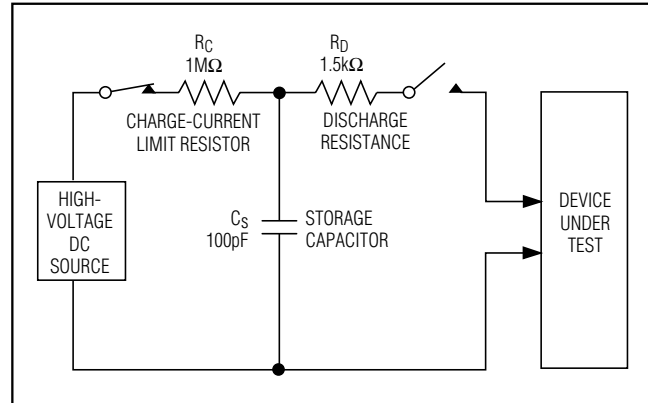 R_C
1MΩ
CHARGE-CURRENT
LIMIT RESISTOR
R_D
1.5kΩ
DISCHARGE
RESISTANCE
HIGH-
VOLTAGE
DC
SOURCE
C_S
100pF
STORAGE
CAPACITOR
DEVICE
UNDER
TEST